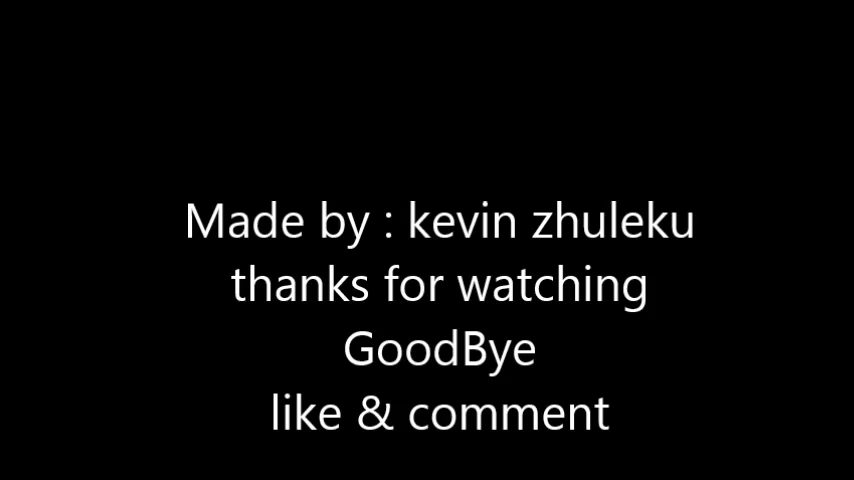 Made by : kevin zhuleku
thanks for watching
GoodBye
like & comment